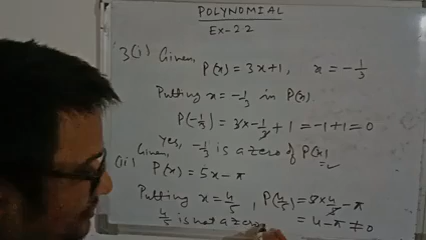 POLYNOMIAL
Ex-2.2
3(i) Given,
P(x) = 3x+1, x = -1/3
Putting x = -1/3 in P(x).
P(-1/3) = 3x-1/3 + 1 = -1+1 = 0
Yes, -1/3 is a zero of P(x)
(ii) Given,
P(x) = 5x - π
Putting x = 4/5, P(4/5) = 5x4/5 - π
4/5 is not a zero = 4 - π ≠ 0